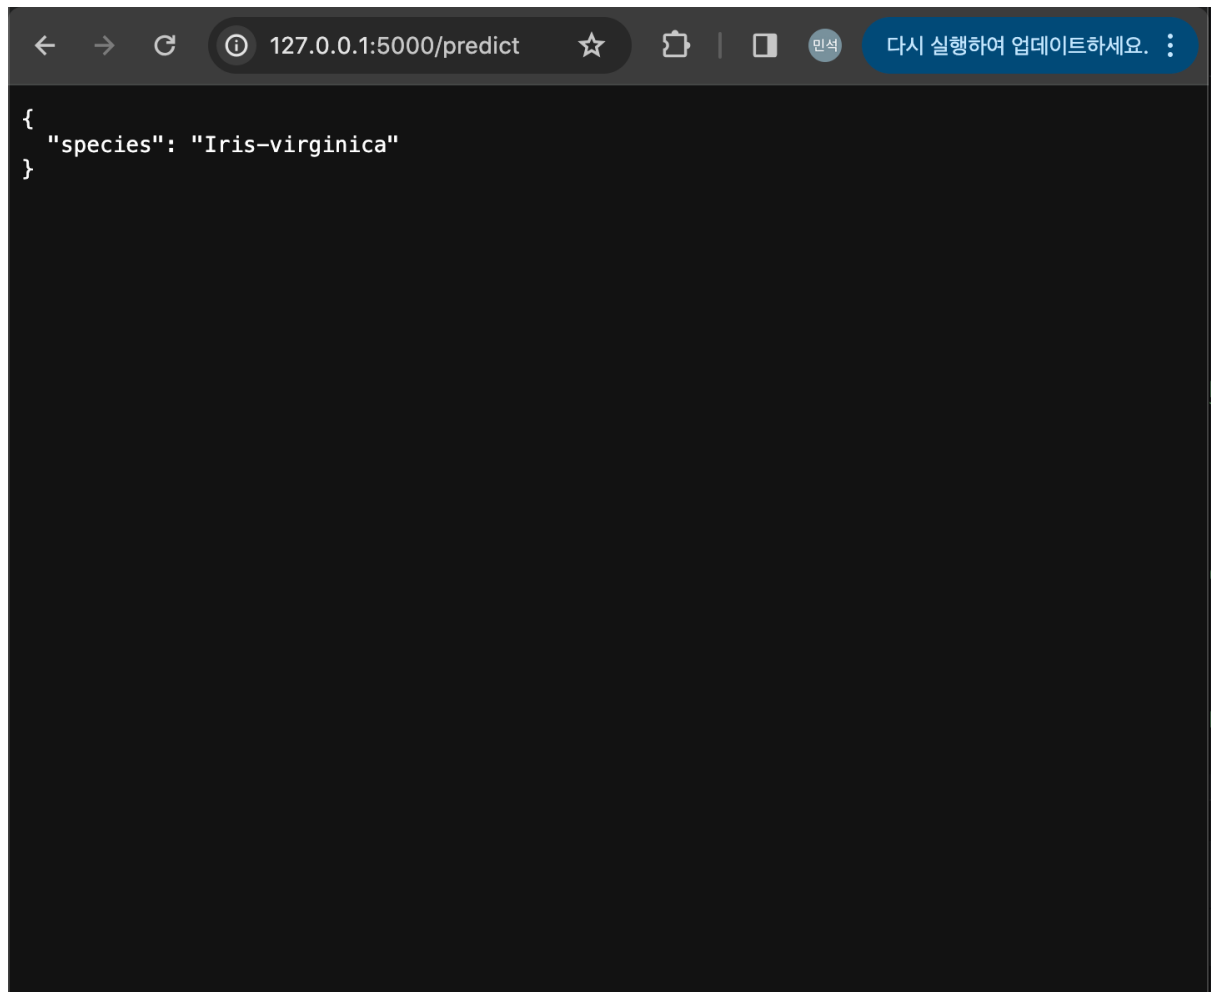 127.0.0.1:5000/predict 민석 다시 실행하여 업데이트하세요.
{
  "species": "Iris-virginica"
}